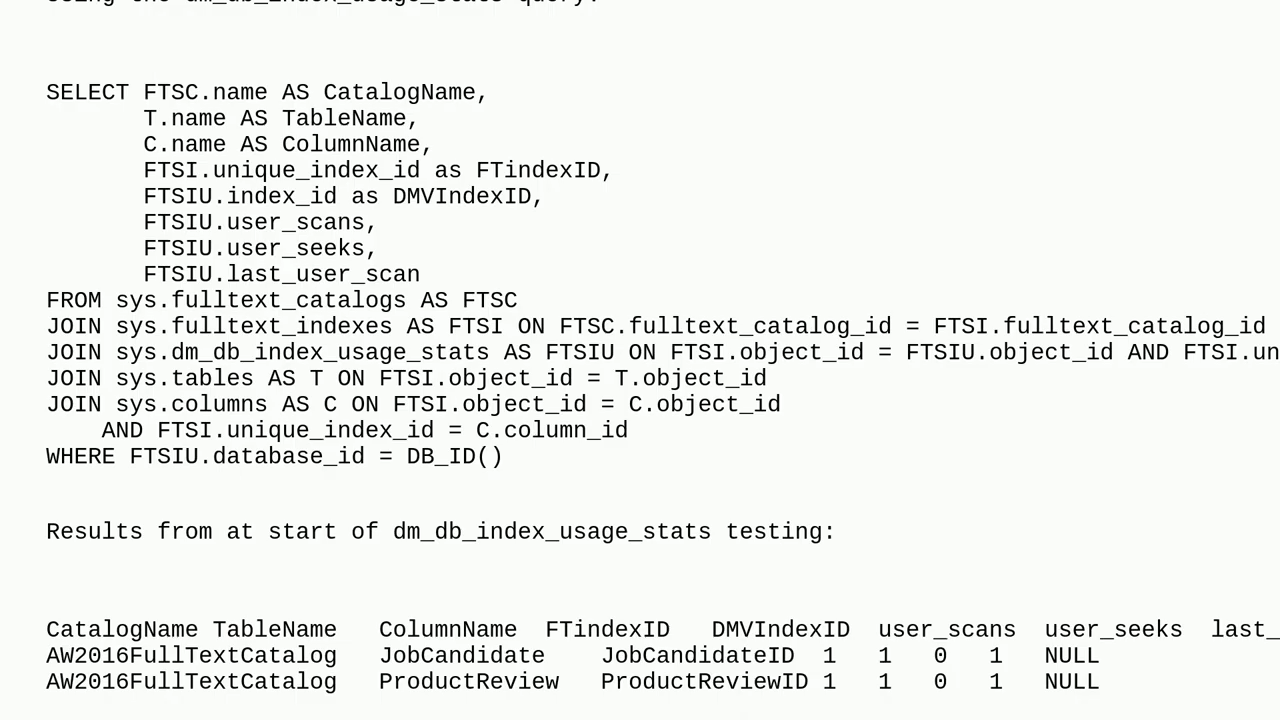 using the dm_db_index_usage_stats query:
SELECT FTSC.name AS CatalogName,
T.name AS TableName,
C.name AS ColumnName,
FTSI.unique_index_id as FTindexID,
FTSIU.index_id as DMVIndexID,
FTSIU.user_scans,
FTSIU.user_seeks,
FTSIU.last_user_scan
FROM sys.fulltext_catalogs AS FTSC
JOIN sys.fulltext_indexes AS FTSI ON FTSC.fulltext_catalog_id = FTSI.fulltext_catalog_id
JOIN sys.dm_db_index_usage_stats AS FTSIU ON FTSI.object_id = FTSIU.object_id AND FTSI.un
JOIN sys.tables AS T ON FTSI.object_id = T.object_id
JOIN sys.columns AS C ON FTSI.object_id = C.object_id
AND FTSI.unique_index_id = C.column_id
WHERE FTSIU.database_id = DB_ID()
Results from at start of dm_db_index_usage_stats testing:
CatalogName TableName ColumnName FTindexID DMVIndexID user_scans user_seeks last_
AW2016FullTextCatalog JobCandidate JobCandidateID 1 1 0 1 NULL
AW2016FullTextCatalog ProductReview ProductReviewID 1 1 0 1 NULL